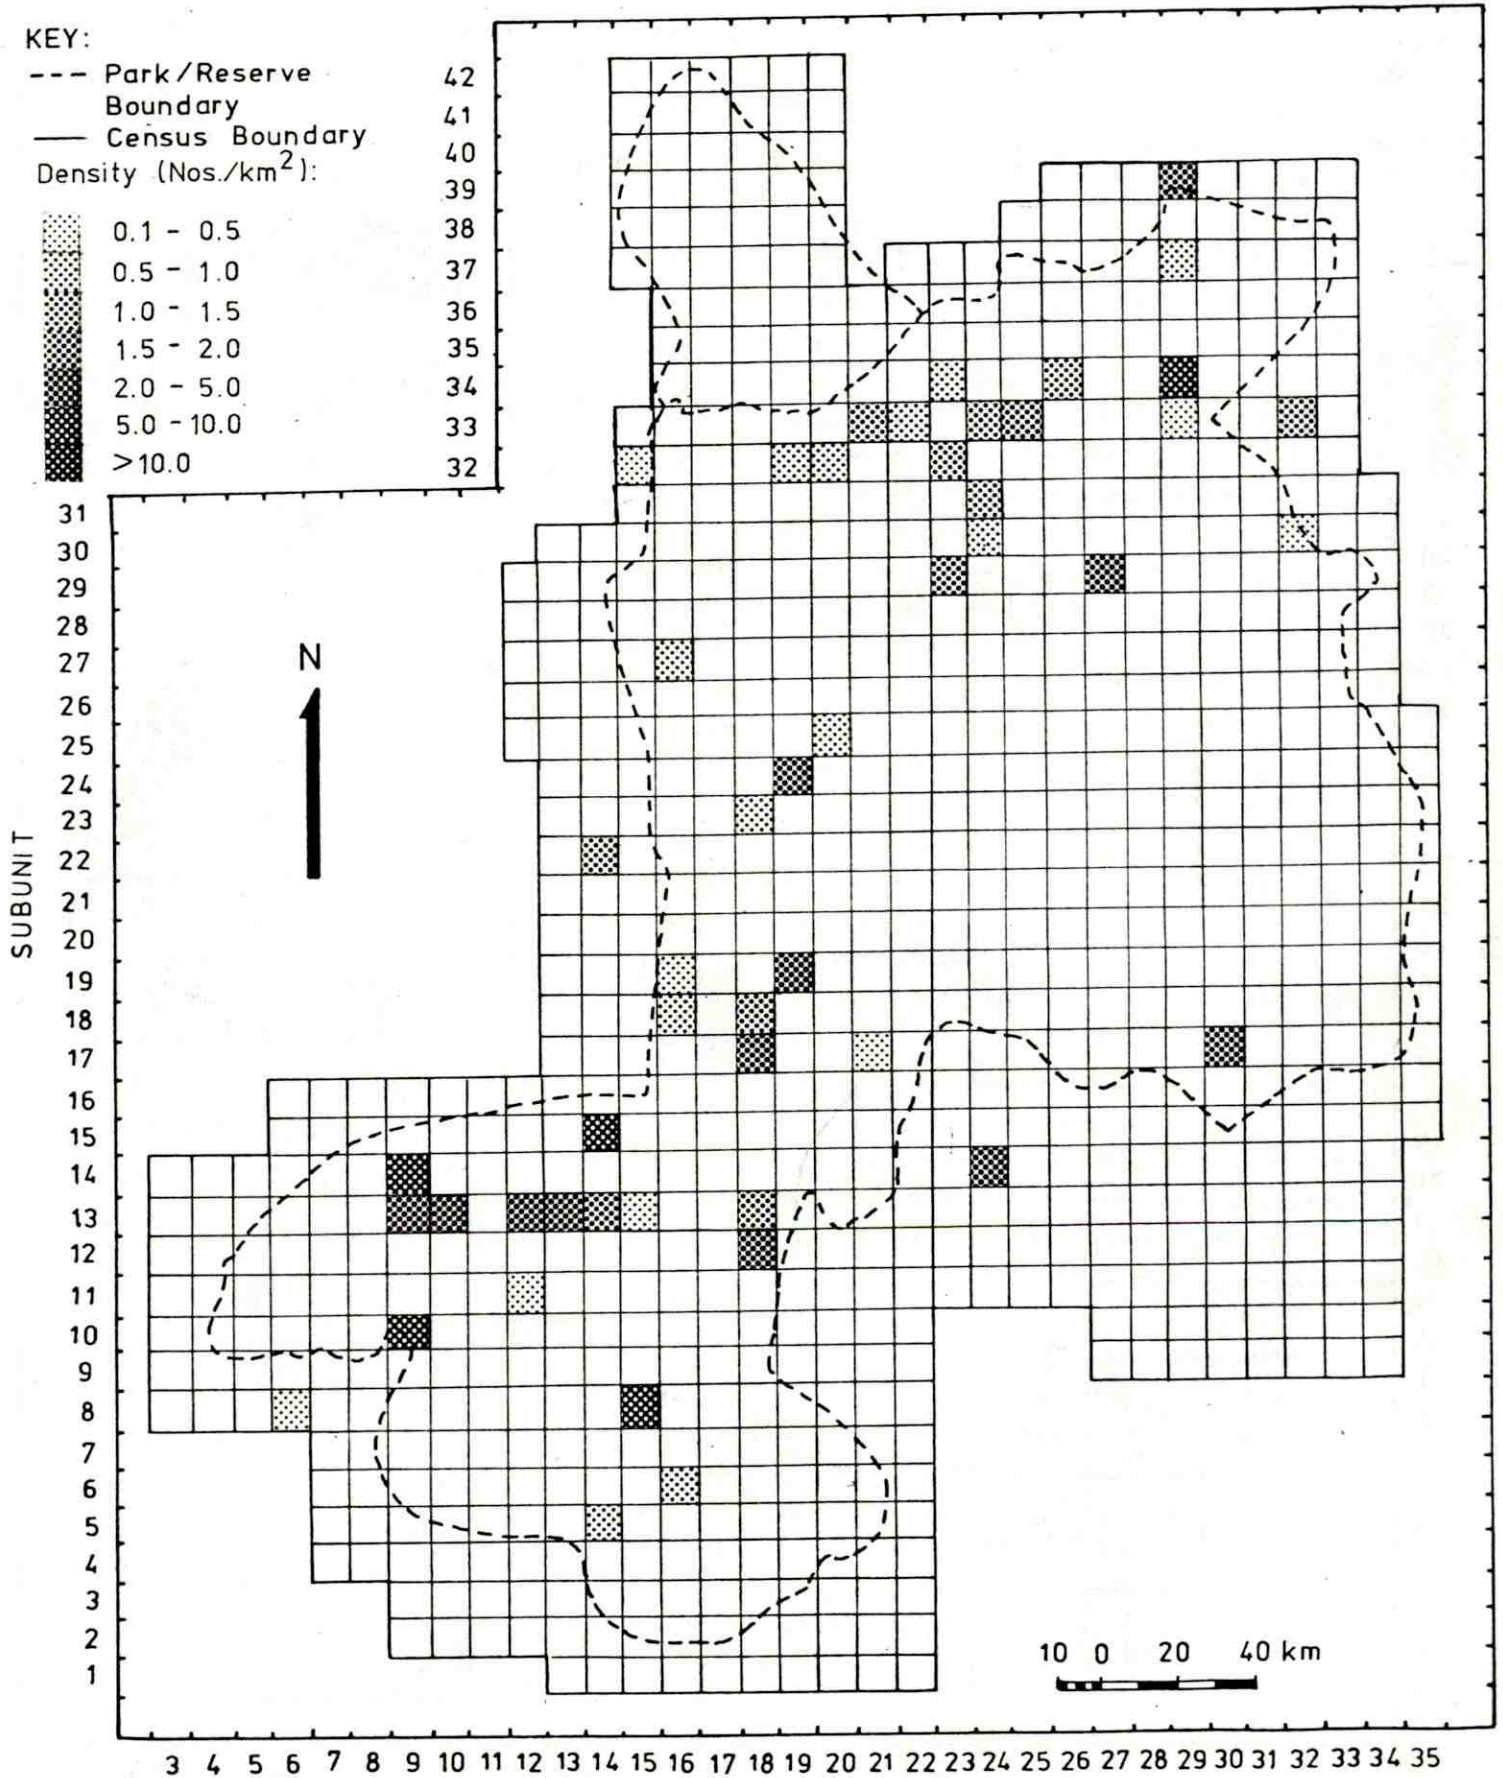 KEY:
--- Park/Reserve
Boundary
— Census Boundary
Density (Nos./km²):
0.1 - 0.5
0.5 - 1.0
1.0 - 1.5
1.5 - 2.0
2.0 - 5.0
5.0 - 10.0
>10.0
42
41
40
39
38
37
36
35
34
33
32
31
30
29
28
27
26
25
24
23
22
21
20
19
18
17
16
15
14
13
12
11
10
9
8
7
6
5
4
3
2
1
SUBUNIT
N
10 0 20 40 km
3 4 5 6 7 8 9 10 11 12 13 14 15 16 17 18 19 20 21 22 23 24 25 26 27 28 29 30 31 32 33 34 35